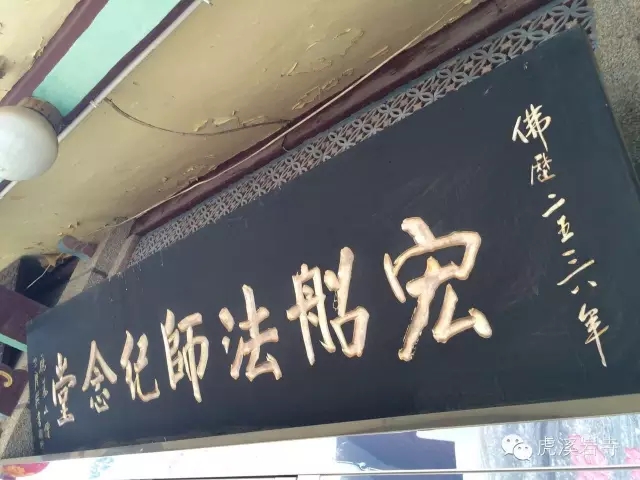 佛歷二五三六年
宏船法師紀念堂
虎溪岩寺